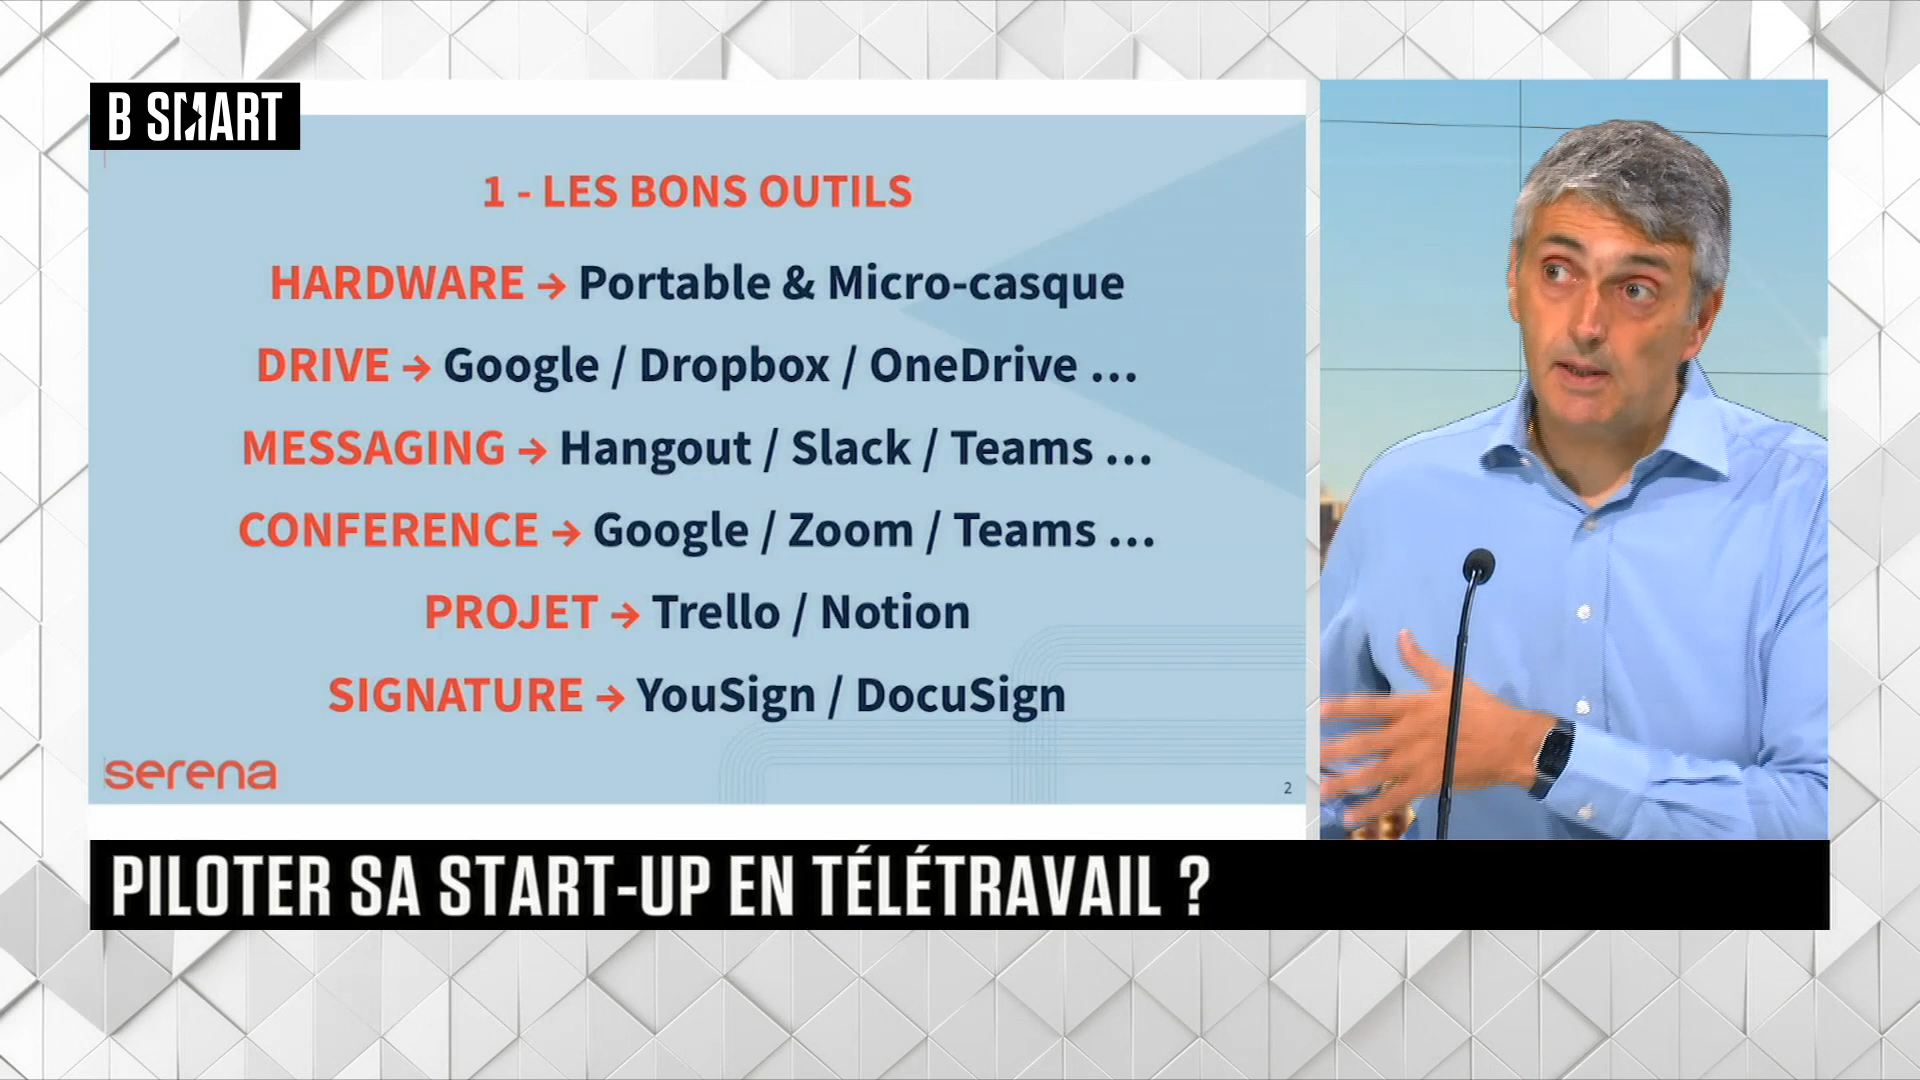 B SMART
1 - LES BONS OUTILS
HARDWARE → Portable & Micro-casque
DRIVE → Google / Dropbox / OneDrive ...
MESSAGING → Hangout / Slack / Teams ...
CONFERENCE → Google / Zoom / Teams ...
PROJET → Trello / Notion
SIGNATURE → YouSign / DocuSign
serena
2
PILOTER SA START-UP EN TÉLÉTRAVAIL ?